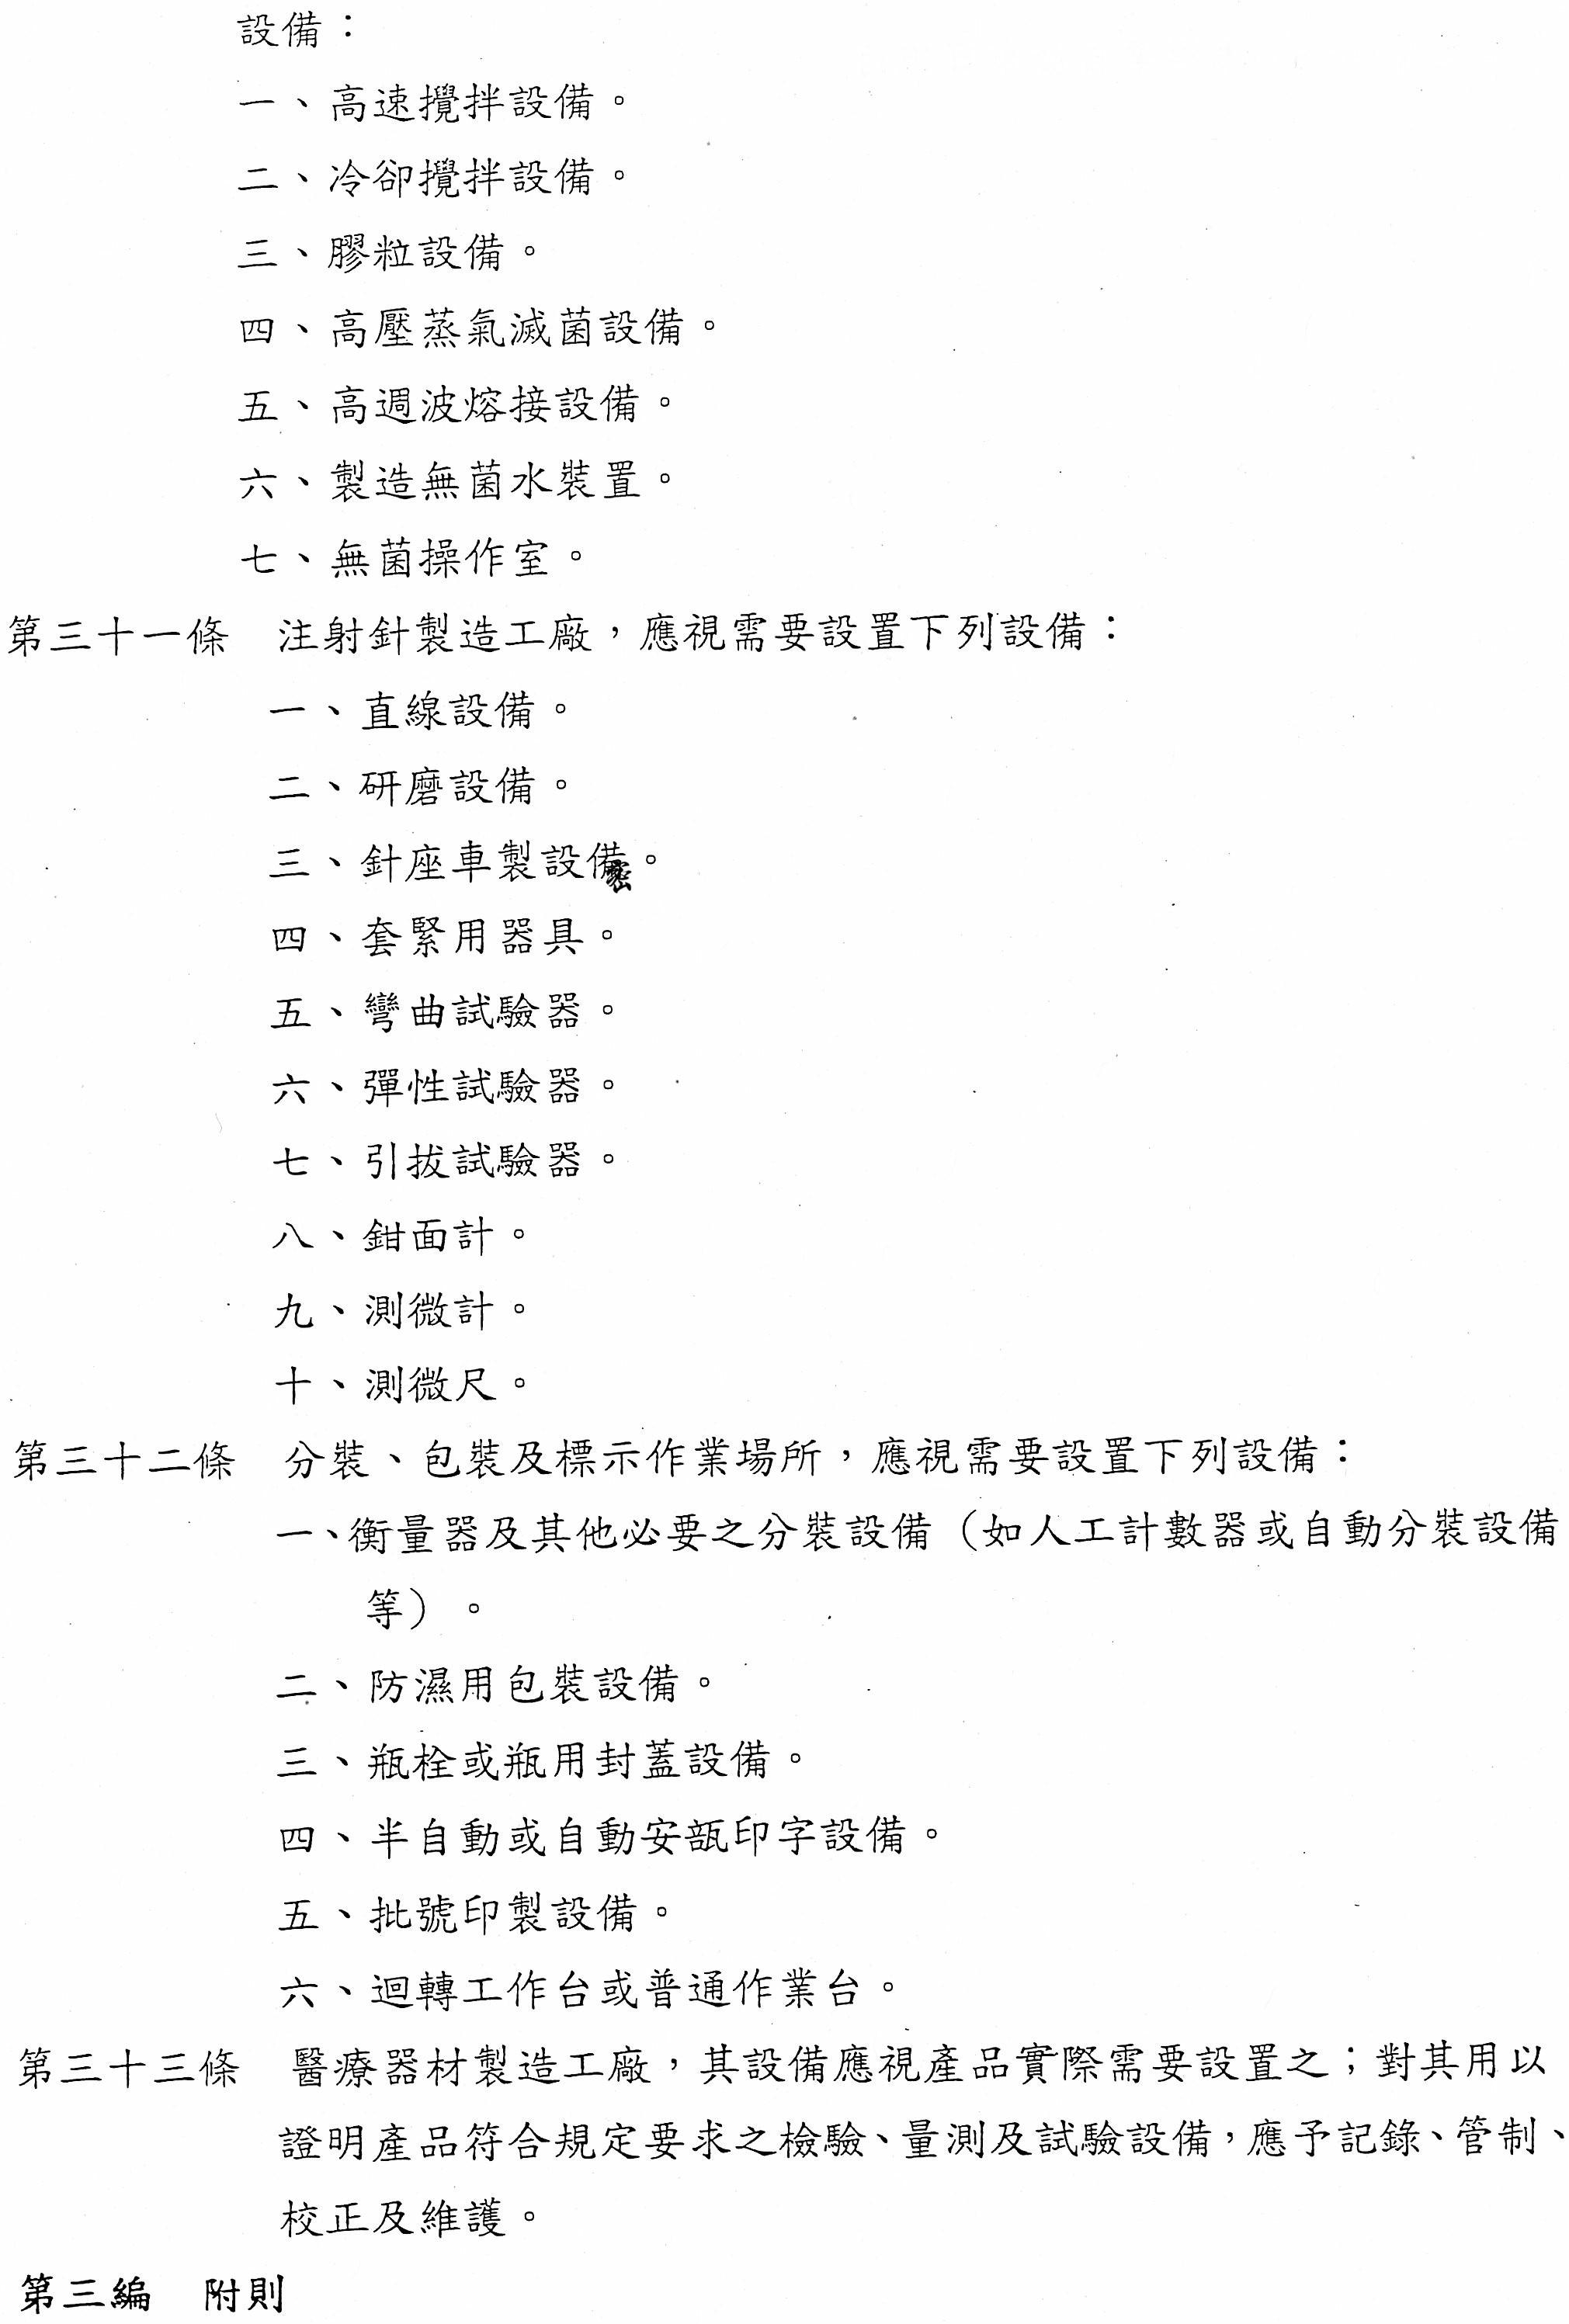 設備：
一、高速攪拌設備。
二、冷卻攪拌設備。
三、膠粒設備。
四、高壓蒸氣滅菌設備。
五、高週波熔接設備。
六、製造無菌水裝置。
七、無菌操作室。
第三十一條　注射針製造工廠，應視需要設置下列設備：
一、直線設備。
二、研磨設備。
三、針座車製設備。
四、套緊用器具。
五、彎曲試驗器。
六、彈性試驗器。
七、引拔試驗器。
八、鉗面計。
九、測微計。
十、測微尺。
第三十二條　分裝、包裝及標示作業場所，應視需要設置下列設備：
一、衡量器及其他必要之分裝設備（如人工計數器或自動分裝設備
等）。
二、防濕用包裝設備。
三、瓶栓或瓶用封蓋設備。
四、半自動或自動安瓿印字設備。
五、批號印製設備。
六、迴轉工作台或普通作業台。
第三十三條　醫療器材製造工廠，其設備應視產品實際需要設置之；對其用以
證明產品符合規定要求之檢驗、量測及試驗設備，應予記錄、管制、
校正及維護。
第三編　附則